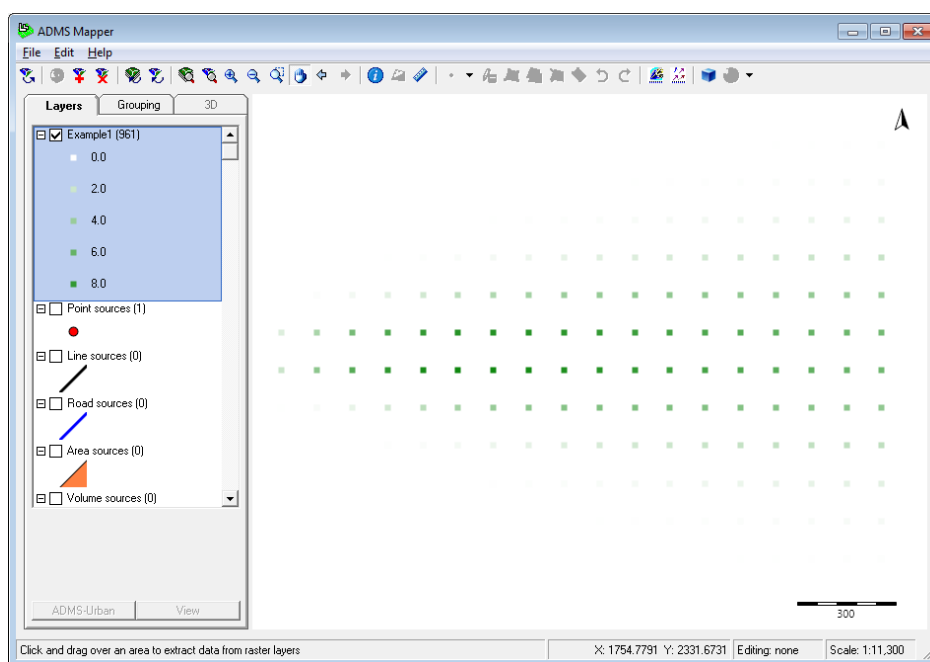 ADMS Mapper
File Edit Help
Layers Grouping 3D
Example1 (961)
0.0
2.0
4.0
6.0
8.0
Point sources (1)
Line sources (0)
Road sources (0)
Area sources (0)
Volume sources (0)
ADMS-Urban View
300
Click and drag over an area to extract data from raster layers X: 1754.7791 Y: 2331.6731 Editing: none Scale: 1:11,300